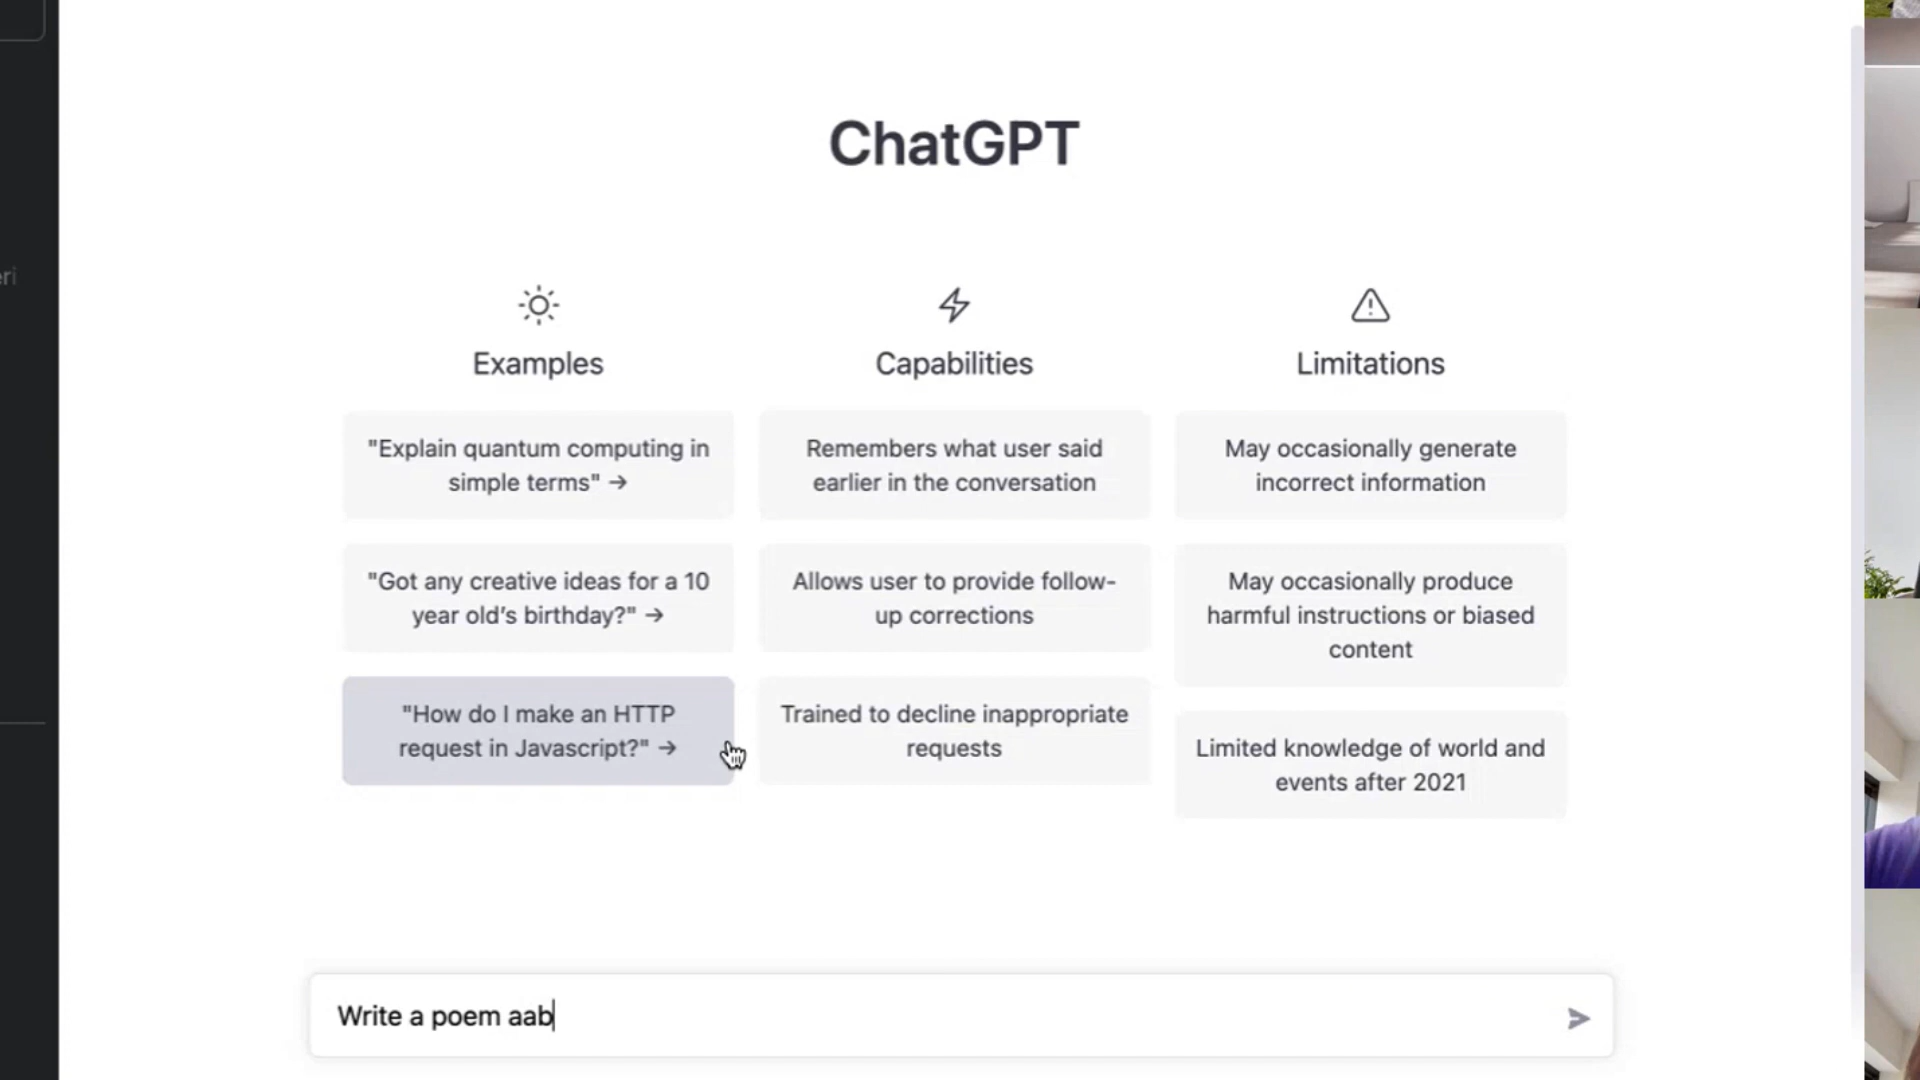 ChatGPT
Examples
"Explain quantum computing in
simple terms" →
"Got any creative ideas for a 10
year old's birthday?" →
"How do I make an HTTP
request in Javascript?" →
Capabilities
Remembers what user said
earlier in the conversation
Allows user to provide follow-
up corrections
Trained to decline inappropriate
requests
Limitations
May occasionally generate
incorrect information
May occasionally produce
harmful instructions or biased
content
Limited knowledge of world and
events after 2021
Write a poem aab